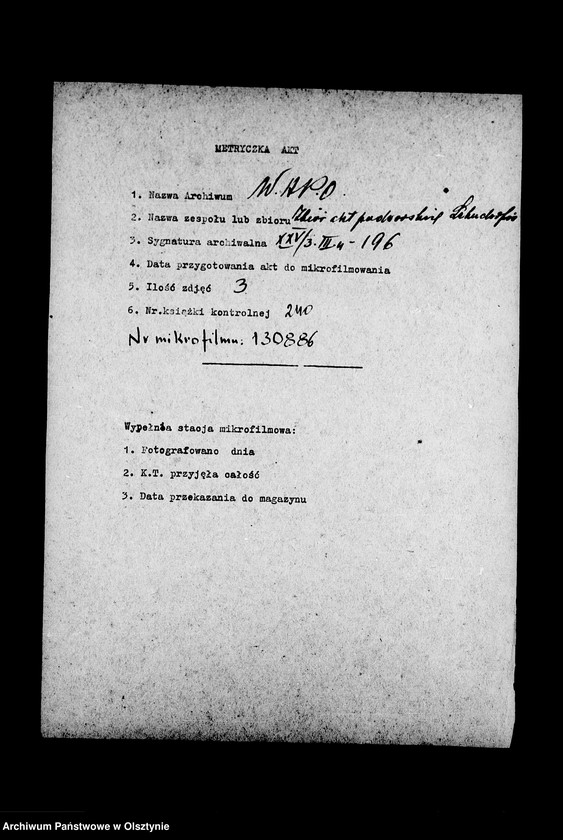 METRYCZKA AKT
1. Nazwa Archiwum W.A.P.O.
2. Nazwa zespołu lub zbioru Zbiór akt podworskich
3. Sygnatura archiwalna XXV/3.III 4 - 196
4. Data przygotowania akt do mikrofilmowania
5. Ilość zdjęć 3
6. Nr.książki kontrolnej 240
Nr mikrofilmu: 130886
Wypełnia stacja mikrofilmowa:
1. Fotografowano dnia
2. K.T. przyjęła całość
3. Data przekazania do magazynu
Archiwum Państwowe w Olsztynie